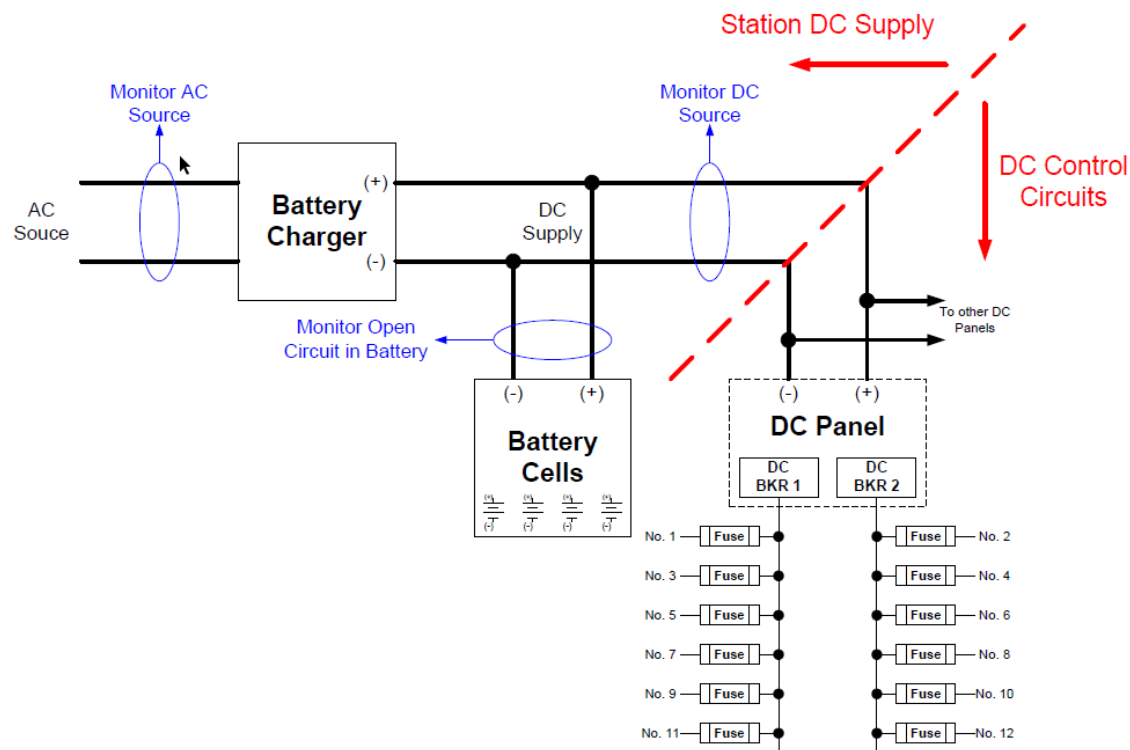 Station DC Supply
Monitor AC
Source
Monitor DC
Source
DC Control
Circuits
AC
Souce
Battery
Charger
(+)
(-)
DC
Supply
To other DC
Panels
Monitor Open
Circuit in Battery
(-) (+)
Battery
Cells
(+) (+) (+) (+)
(-) (-) (-) (-)
(-) (+)
DC Panel
DC
BKR 1
DC
BKR 2
No. 1 Fuse Fuse No. 2
No. 3 Fuse Fuse No. 4
No. 5 Fuse Fuse No. 6
No. 7 Fuse Fuse No. 8
No. 9 Fuse Fuse No. 10
No. 11 Fuse Fuse No. 12